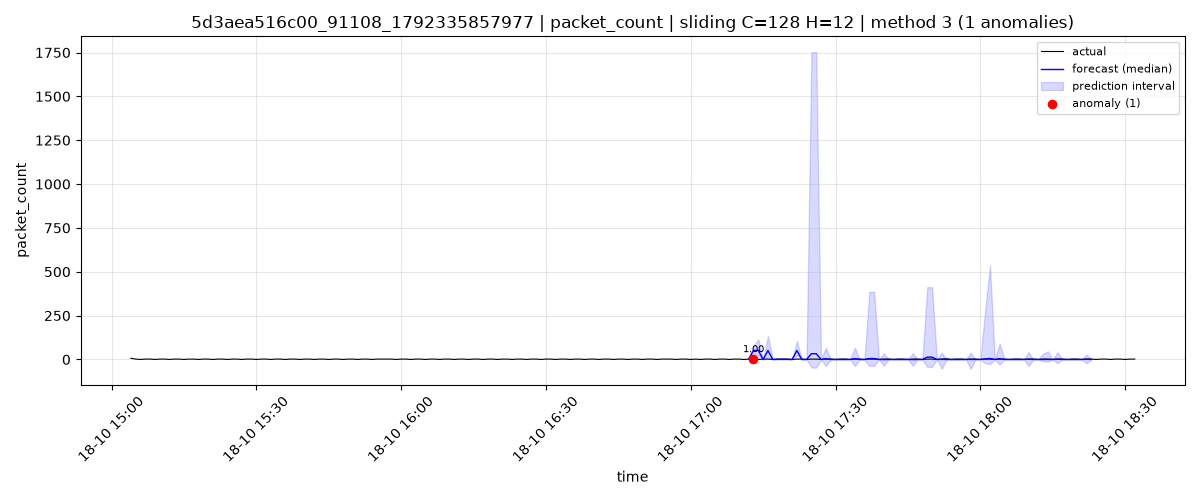 5d3aea516c00_91108_1792335857977 | packet_count | sliding C=128 H=12 | method 3 (1 anomalies)
actual
forecast (median)
prediction interval
anomaly (1)
packet_count
1750
1500
1250
1000
750
500
250
0
1.00
18-10 15:00
18-10 15:30
18-10 16:00
18-10 16:30
18-10 17:00
18-10 17:30
18-10 18:00
18-10 18:30
time